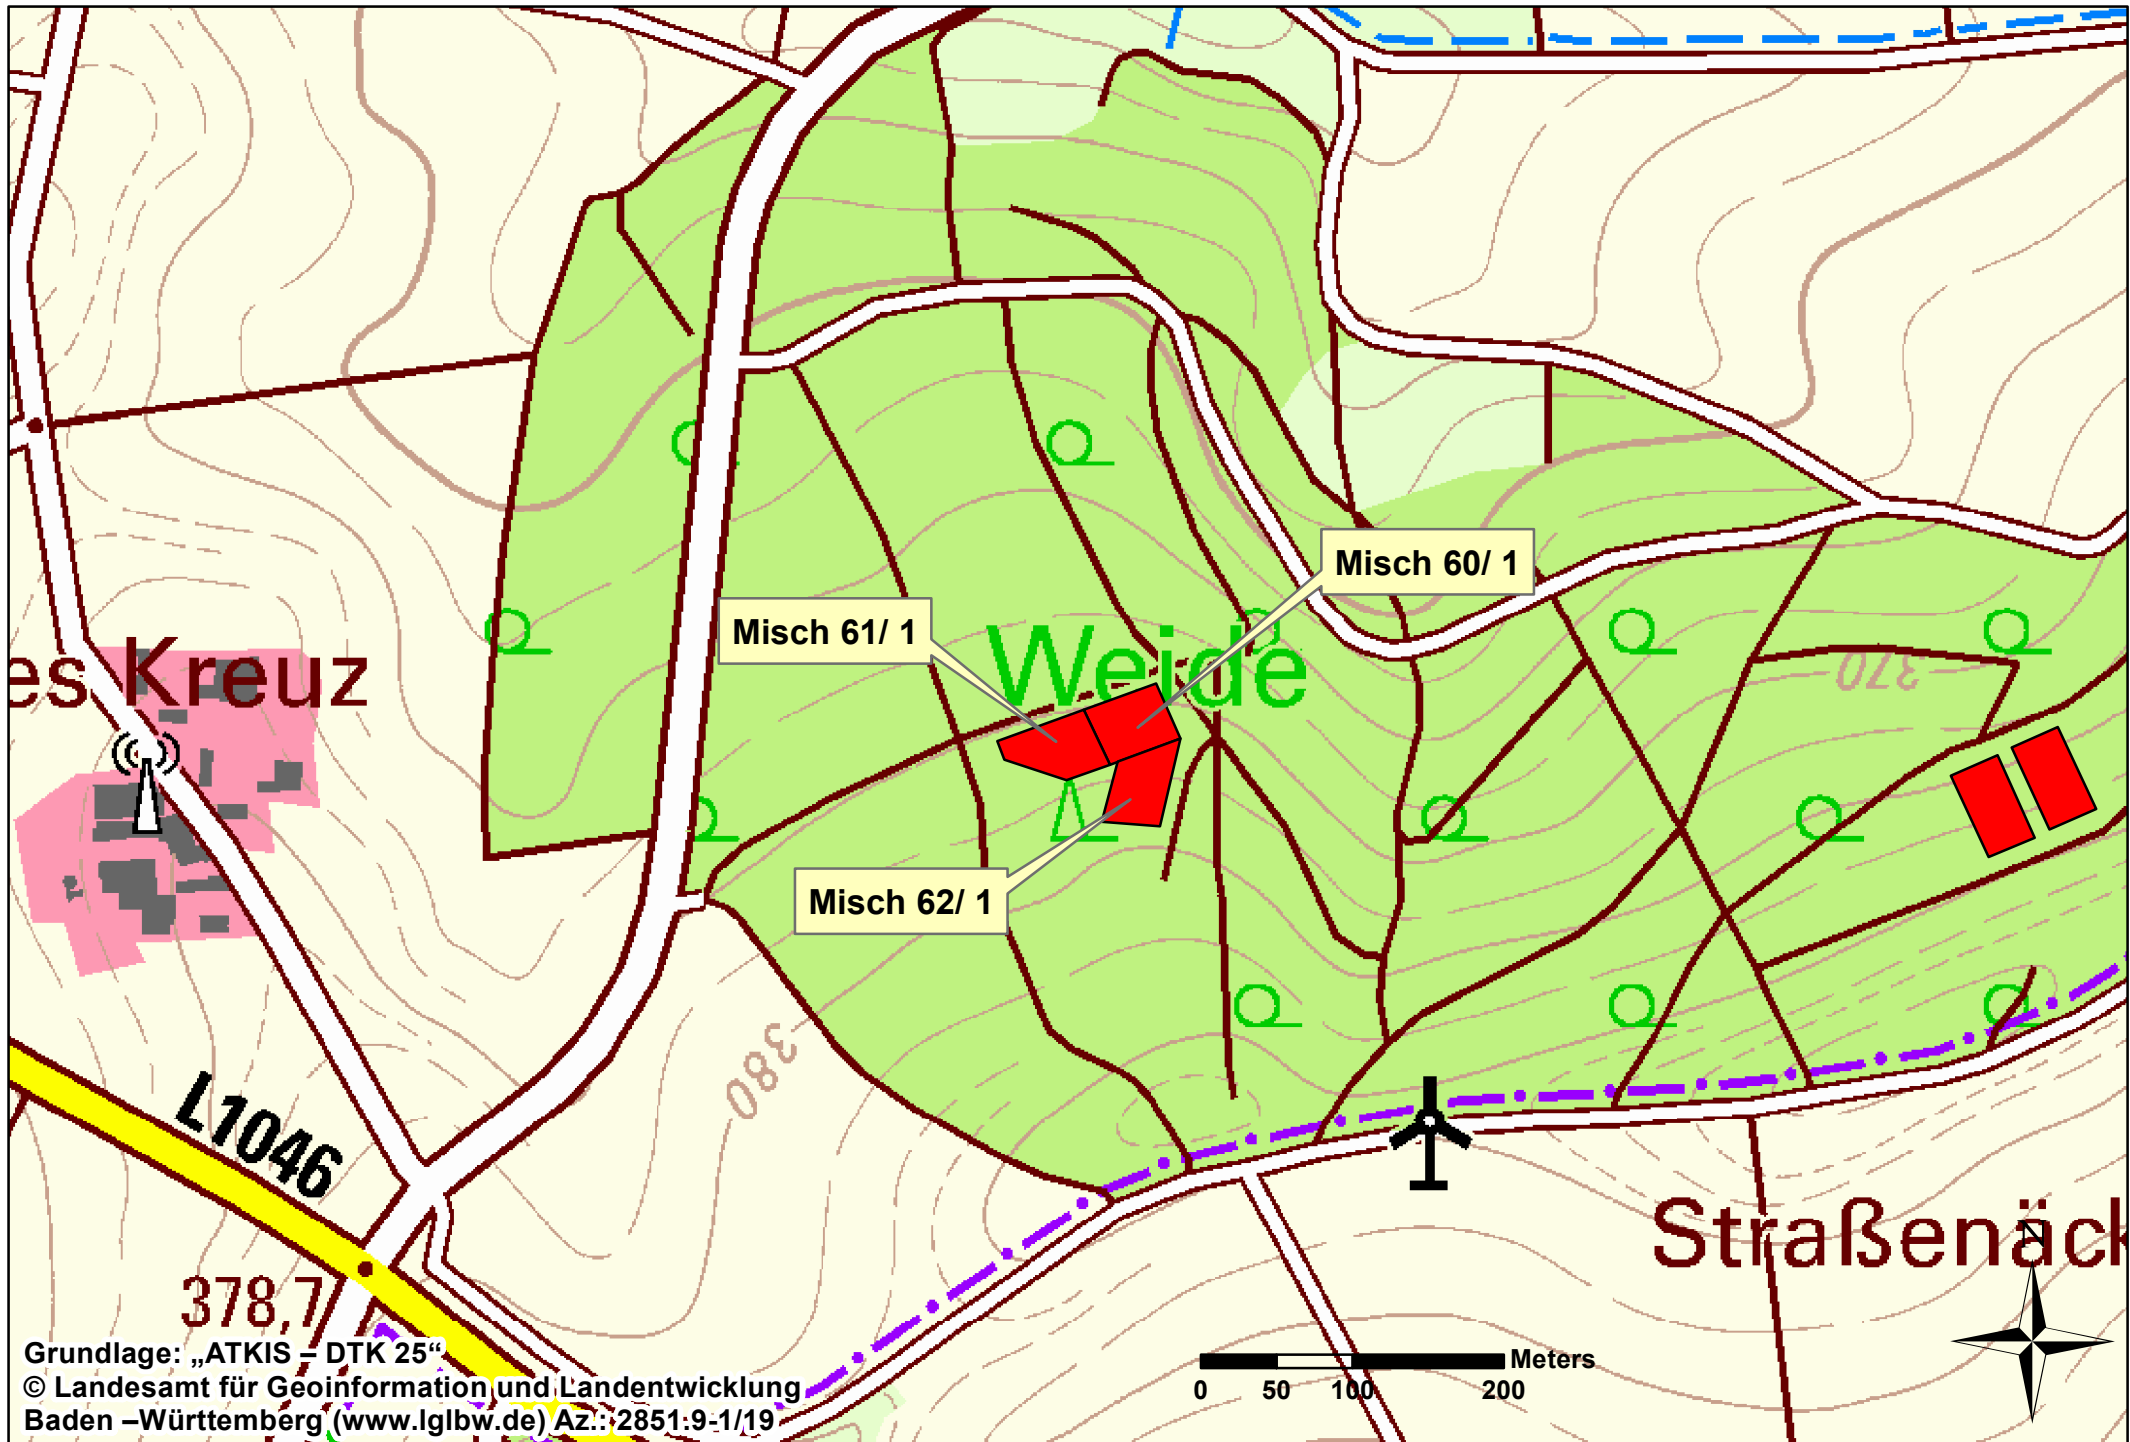 Misch 60/ 1
Misch 61/ 1
Weide
es Kreuz
370
Misch 62/ 1
380
L1046
Straßenäck
N
378,7
Grundlage: „ATKIS – DTK 25“
© Landesamt für Geoinformation und Landentwicklung
Baden –Württemberg (www.lglbw.de) Az.: 2851.9-1/19
Meters
0 50 100 200